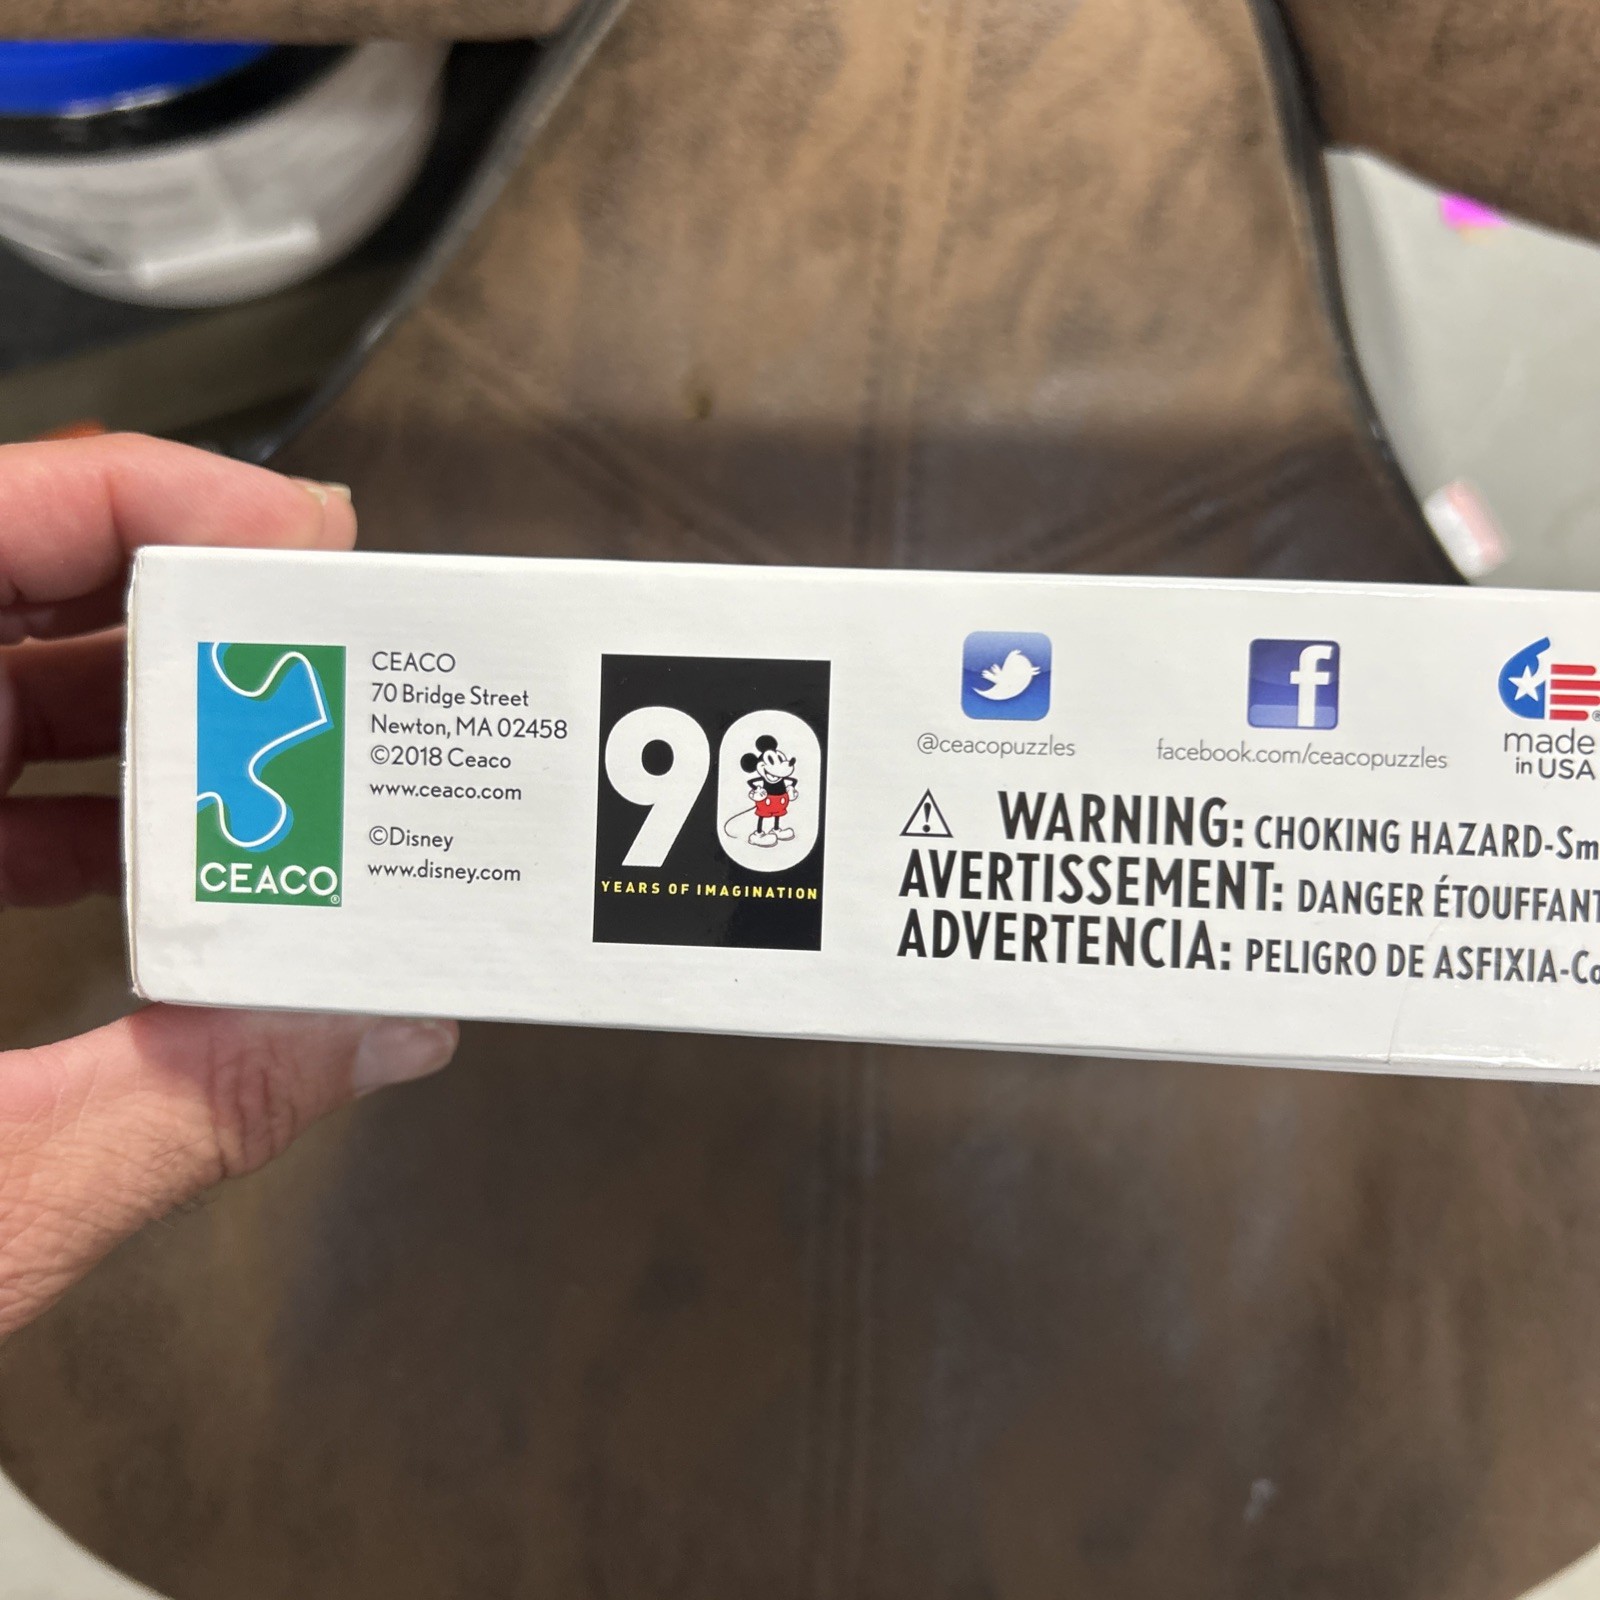 CEACO®
CEACO
70 Bridge Street
Newton, MA 02458
©2018 Ceaco
www.ceaco.com
©Disney
www.disney.com
90
YEARS OF IMAGINATION
@ceacopuzzles
f
facebook.com/ceacopuzzles
®
made
in USA
WARNING: CHOKING HAZARD-Sm
AVERTISSEMENT: DANGER ÉTOUFFANT
ADVERTENCIA: PELIGRO DE ASFIXIA-Co